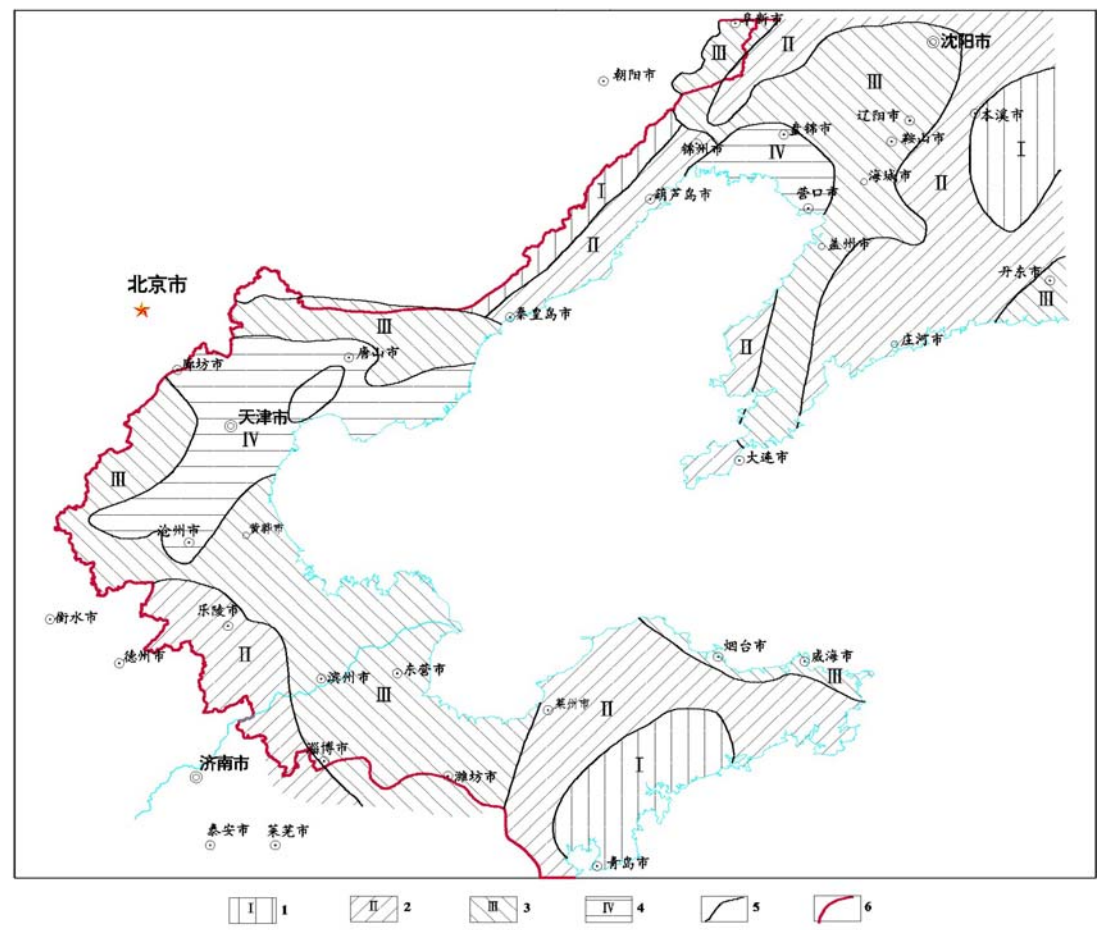 阜新市
II
沈阳市
III
朝阳市
III
辽阳市
本溪市
盘锦市
鞍山市
锦州市
IV
I
海城市
II
I
葫芦岛市
营口市
II
盖州市
丹东市
北京市
III
秦皇岛市
III
庄河市
唐山市
II
廊坊市
天津市
IV
大连市
III
沧州市
黄骅市
乐陵市
衡水市
II
德州市
烟台市
威海市
III
滨州市
东营市
III
莱州市
II
淄博市
济南市
潍坊市
I
泰安市
莱芜市
青岛市
I 1
II 2
III 3
IV 4
5
6